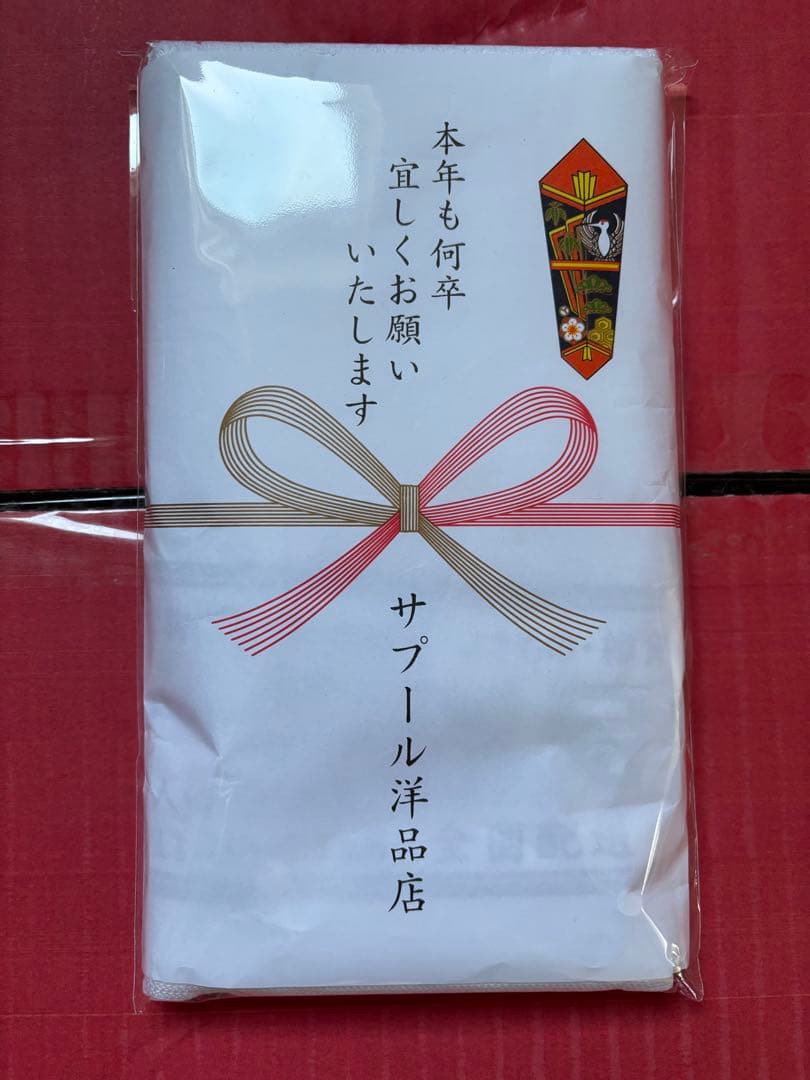 本年も何卒
宜しくお願い
いたします
サプール洋品店